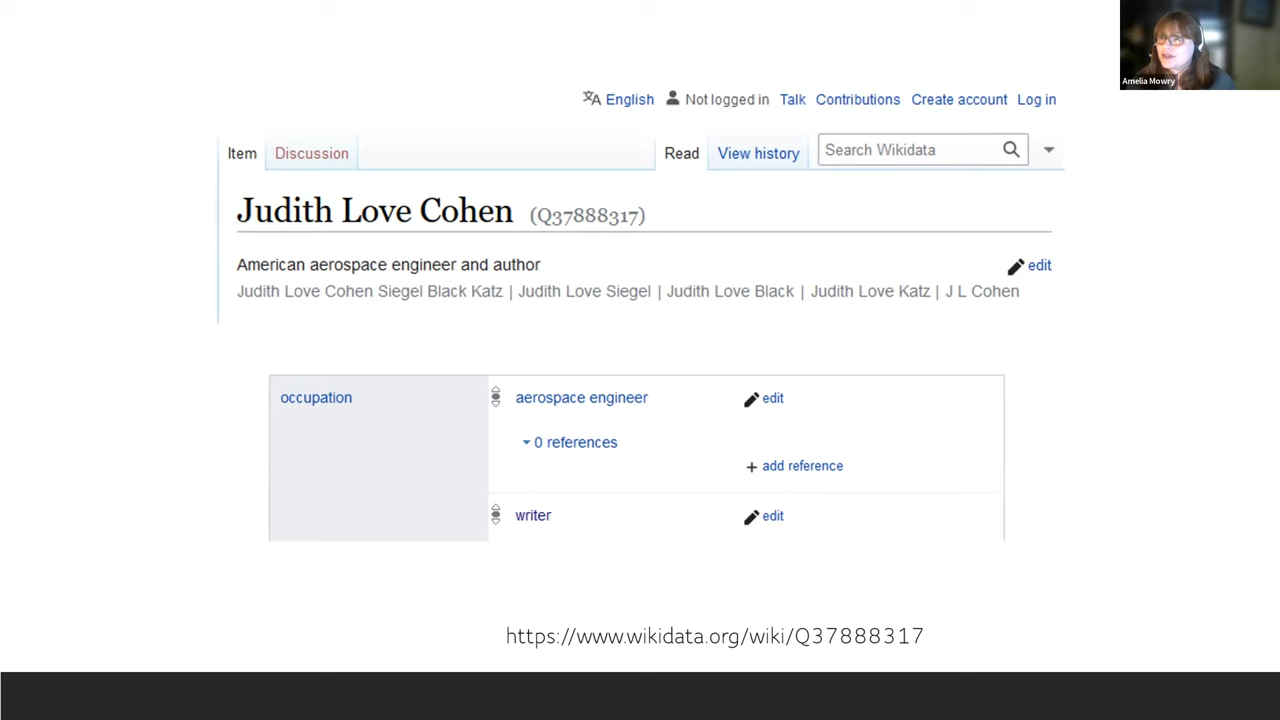 Amelia Mowry
English Not logged in Talk Contributions Create account Log in
Item Discussion Read View history Search Wikidata
Judith Love Cohen (Q37888317)
American aerospace engineer and author edit
Judith Love Cohen Siegel Black Katz | Judith Love Siegel | Judith Love Black | Judith Love Katz | J L Cohen
occupation aerospace engineer edit
0 references
+ add reference
writer edit
https://www.wikidata.org/wiki/Q37888317